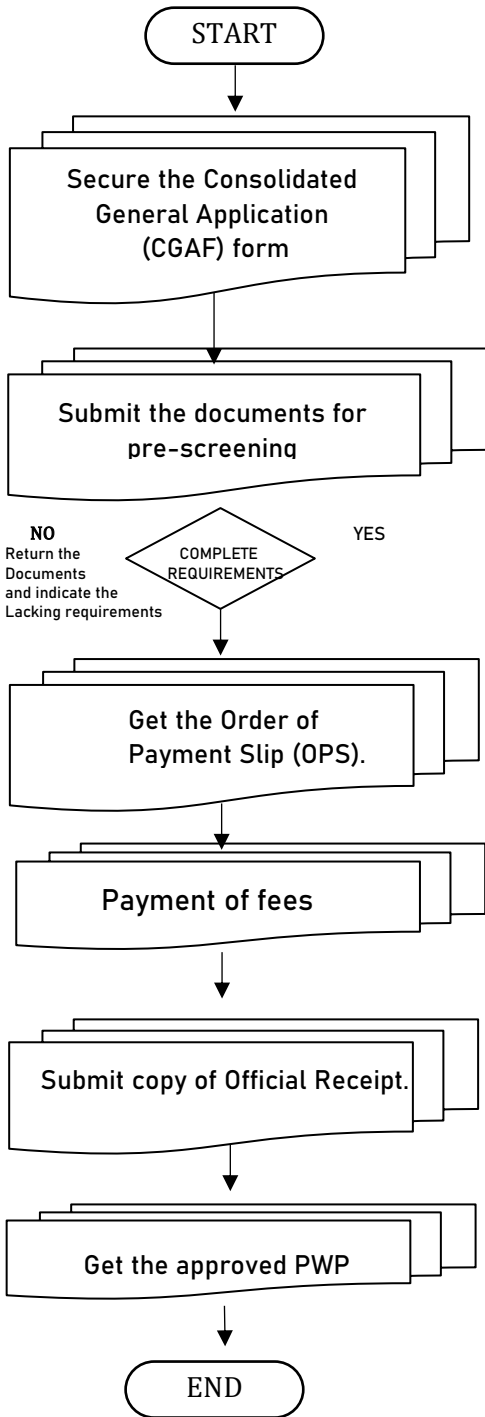 START
Secure the Consolidated
General Application
(CGAF) form
Submit the documents for
pre-screening
NO
Return the
Documents
and indicate the
Lacking requirements
COMPLETE
REQUIREMENTS
YES
Get the Order of
Payment Slip (OPS).
Payment of fees
Submit copy of Official Receipt.
Get the approved PWP
END